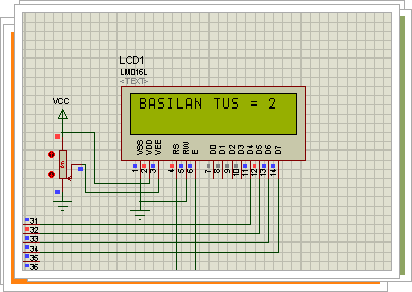 LCD1
LM016L
<TEXT>
VCC
BASILAN TUS = 2
VSS VDD VEE RS RW E D0 D1 D2 D3 D4 D5 D6 D7
1 2 3 4 5 6 7 8 9 10 11 12 13 14
31
32
33
34
35
36